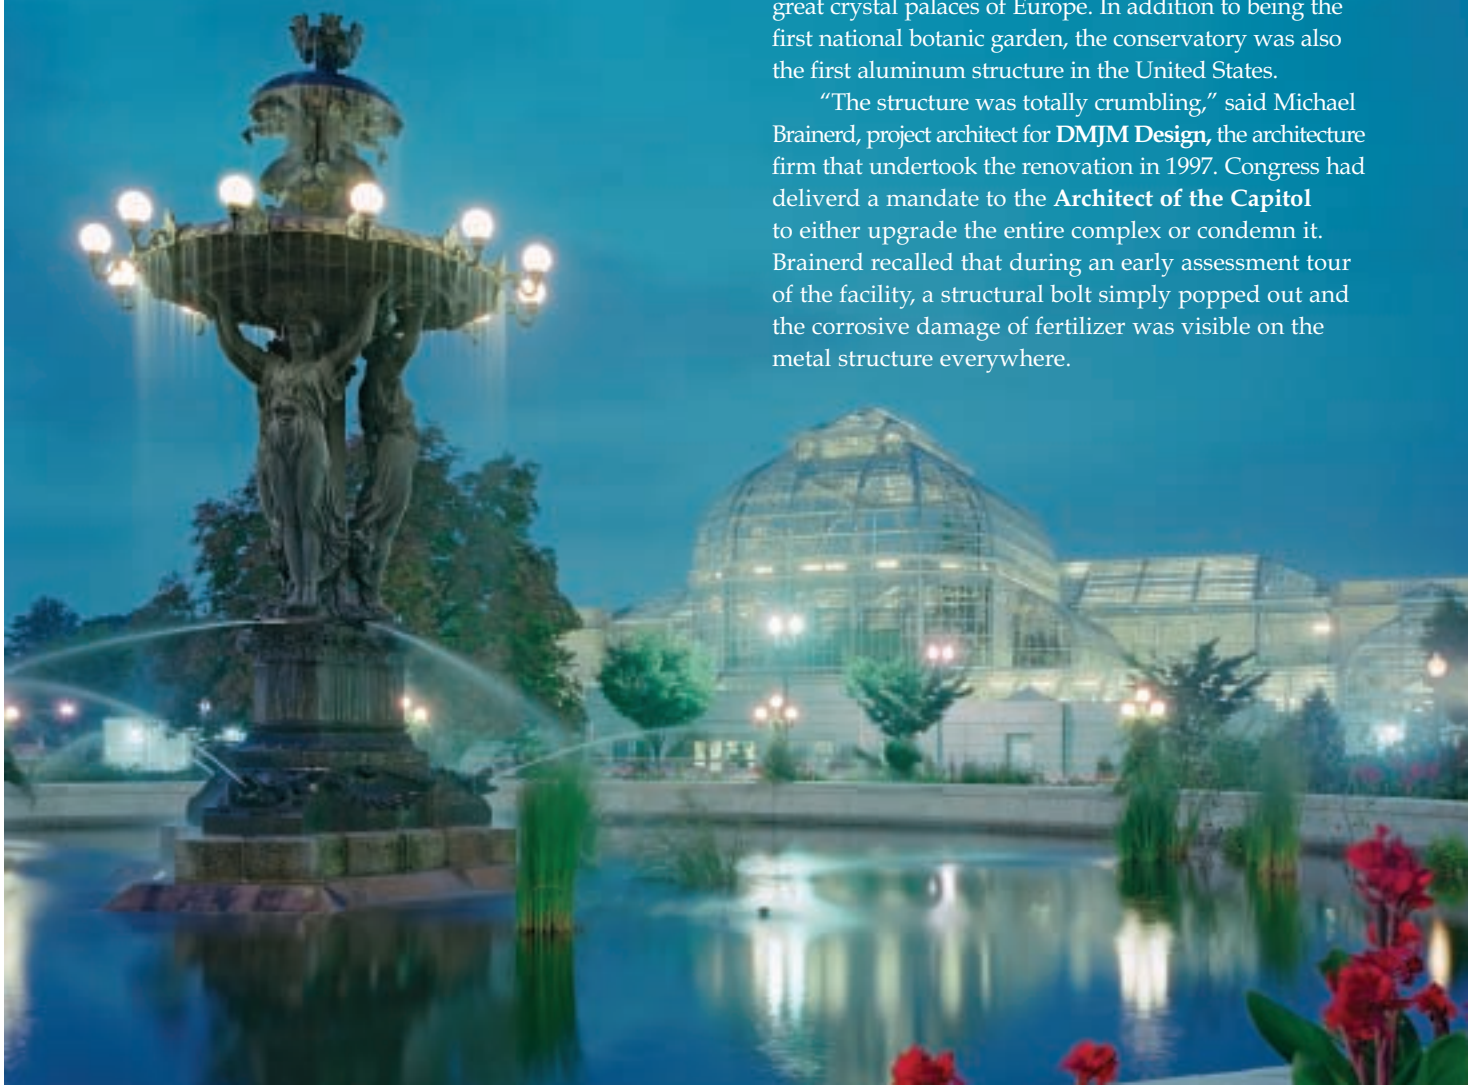 great crystal palaces of Europe. In addition to being the
first national botanic garden, the conservatory was also
the first aluminum structure in the United States.
“The structure was totally crumbling,” said Michael
Brainerd, project architect for DMJM Design, the architecture
firm that undertook the renovation in 1997. Congress had
deliverd a mandate to the Architect of the Capitol
to either upgrade the entire complex or condemn it.
Brainerd recalled that during an early assessment tour
of the facility, a structural bolt simply popped out and
the corrosive damage of fertilizer was visible on the
metal structure everywhere.